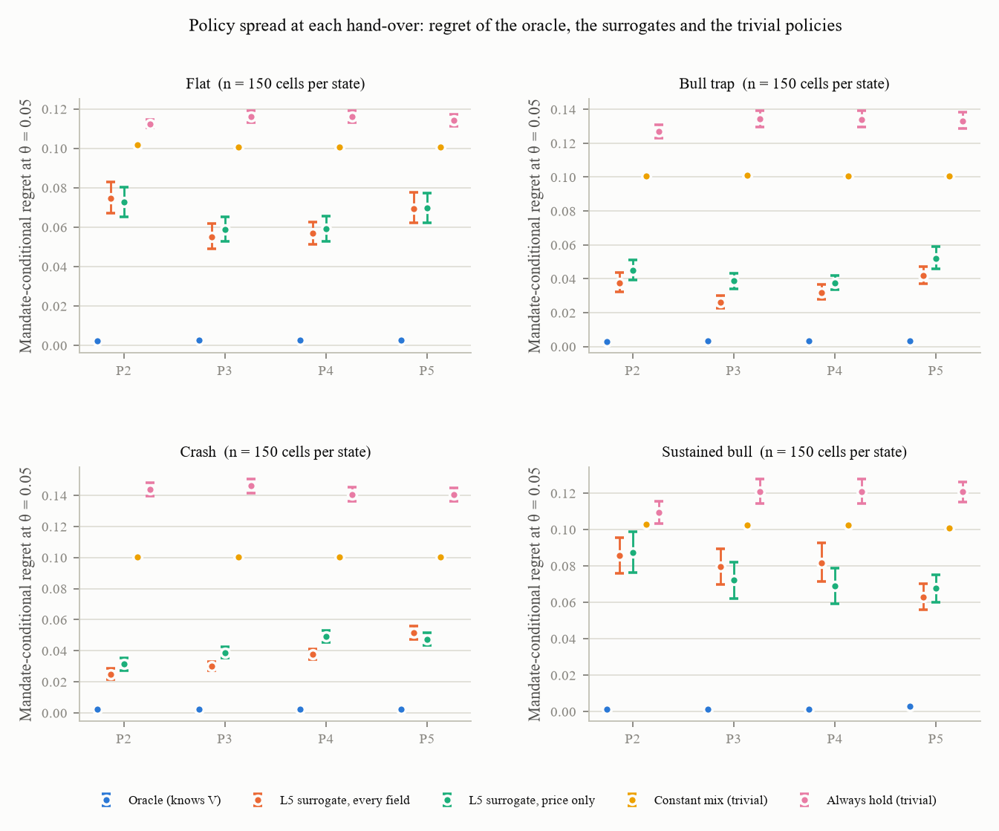 Policy spread at each hand-over: regret of the oracle, the surrogates and the trivial policies
Flat (n = 150 cells per state)
Mandate-conditional regret at θ = 0.05
0.12
0.10
0.08
0.06
0.04
0.02
0.00
P2 P3 P4 P5
Bull trap (n = 150 cells per state)
Mandate-conditional regret at θ = 0.05
0.14
0.12
0.10
0.08
0.06
0.04
0.02
0.00
P2 P3 P4 P5
Crash (n = 150 cells per state)
Mandate-conditional regret at θ = 0.05
0.14
0.12
0.10
0.08
0.06
0.04
0.02
0.00
P2 P3 P4 P5
Sustained bull (n = 150 cells per state)
Mandate-conditional regret at θ = 0.05
0.12
0.10
0.08
0.06
0.04
0.02
0.00
P2 P3 P4 P5
Oracle (knows V) L5 surrogate, every field L5 surrogate, price only Constant mix (trivial) Always hold (trivial)